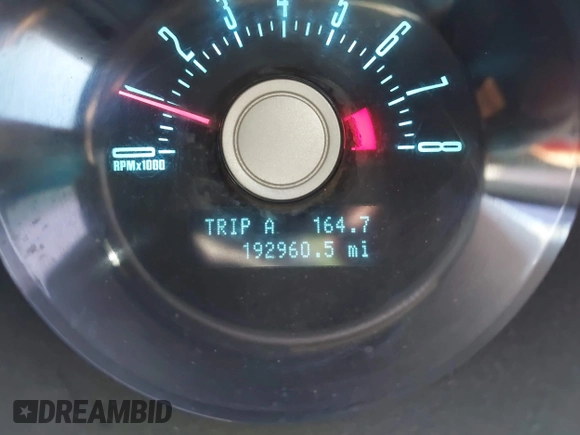 0 1 2 3 4 5 6 7 8
RPMx1000
TRIP A 164.7
192960.5 mi
DREAMBID